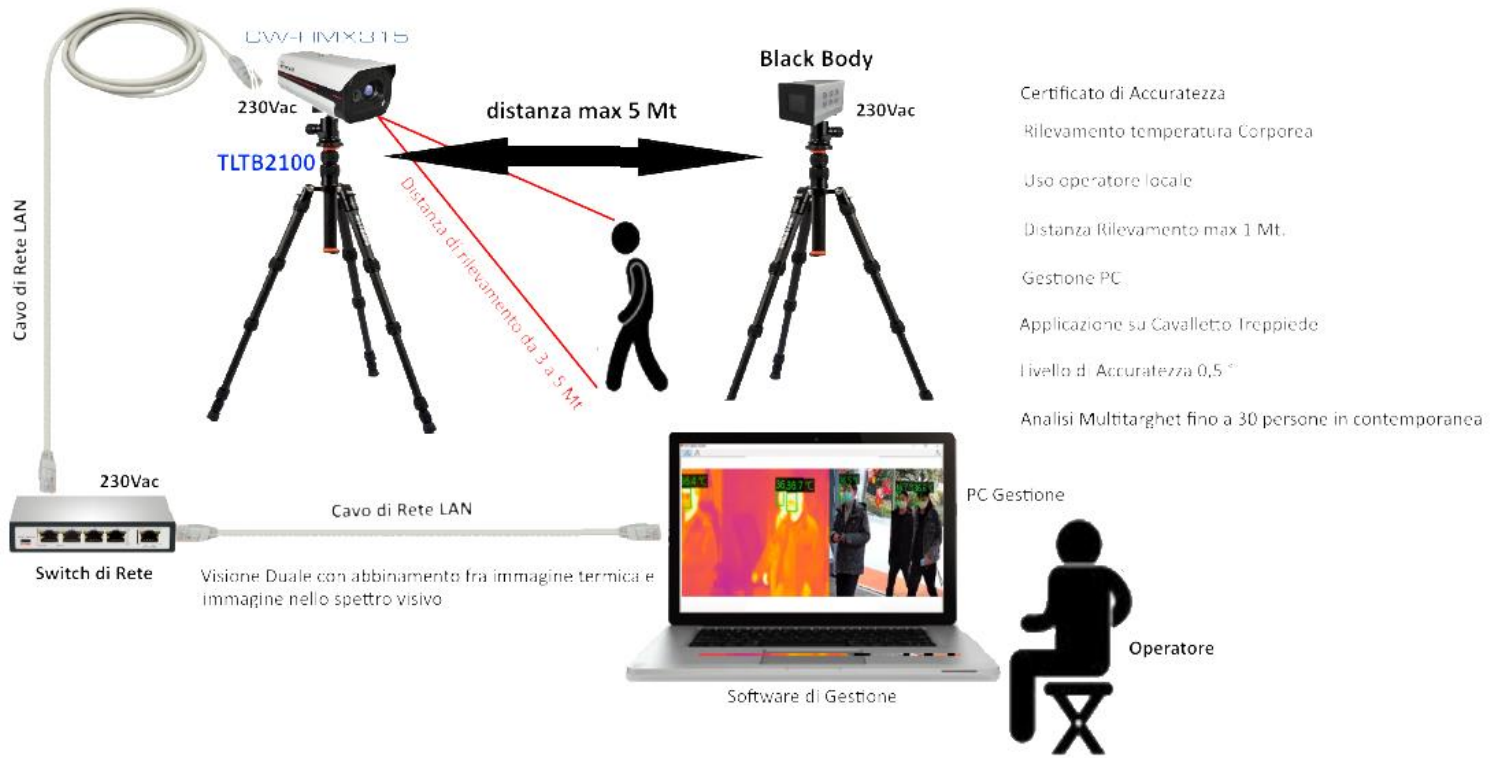 230Vac
TLTB2100
distanza max 5 Mt
Black Body
230Vac
Distanza di rilevamento da 3 a 5 Mt
Cavo di Rete LAN
Certificato di Accuratezza
Rilevamento temperatura Corporea
Uso operatore locale
Distanza Rilevamento max 1 Mt.
Gestione PC
Applicazione su Cavalletto Treppiede
Livello di Accuratezza 0,5 °
Analisi Multitarghet fino a 30 persone in contemporanea
230Vac
Switch di Rete
Cavo di Rete LAN
Visione Duale con abbinamento fra immagine termica e
immagine nello spettro visivo
PC Gestione
Software di Gestione
Operatore